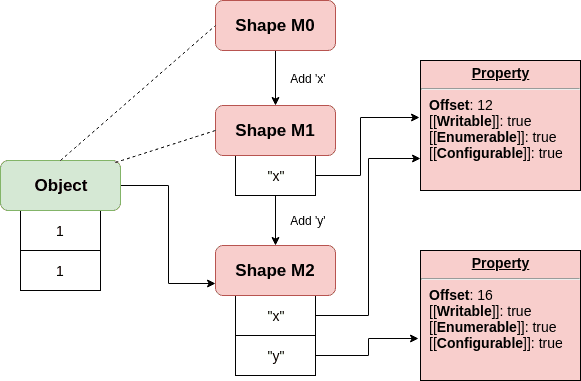 Shape M0
Add 'x'
Property
Offset: 12
[[Writable]]: true
[[Enumerable]]: true
[[Configurable]]: true
Shape M1
"x"
Object
1
1
Add 'y'
Shape M2
"x"
"y"
Property
Offset: 16
[[Writable]]: true
[[Enumerable]]: true
[[Configurable]]: true